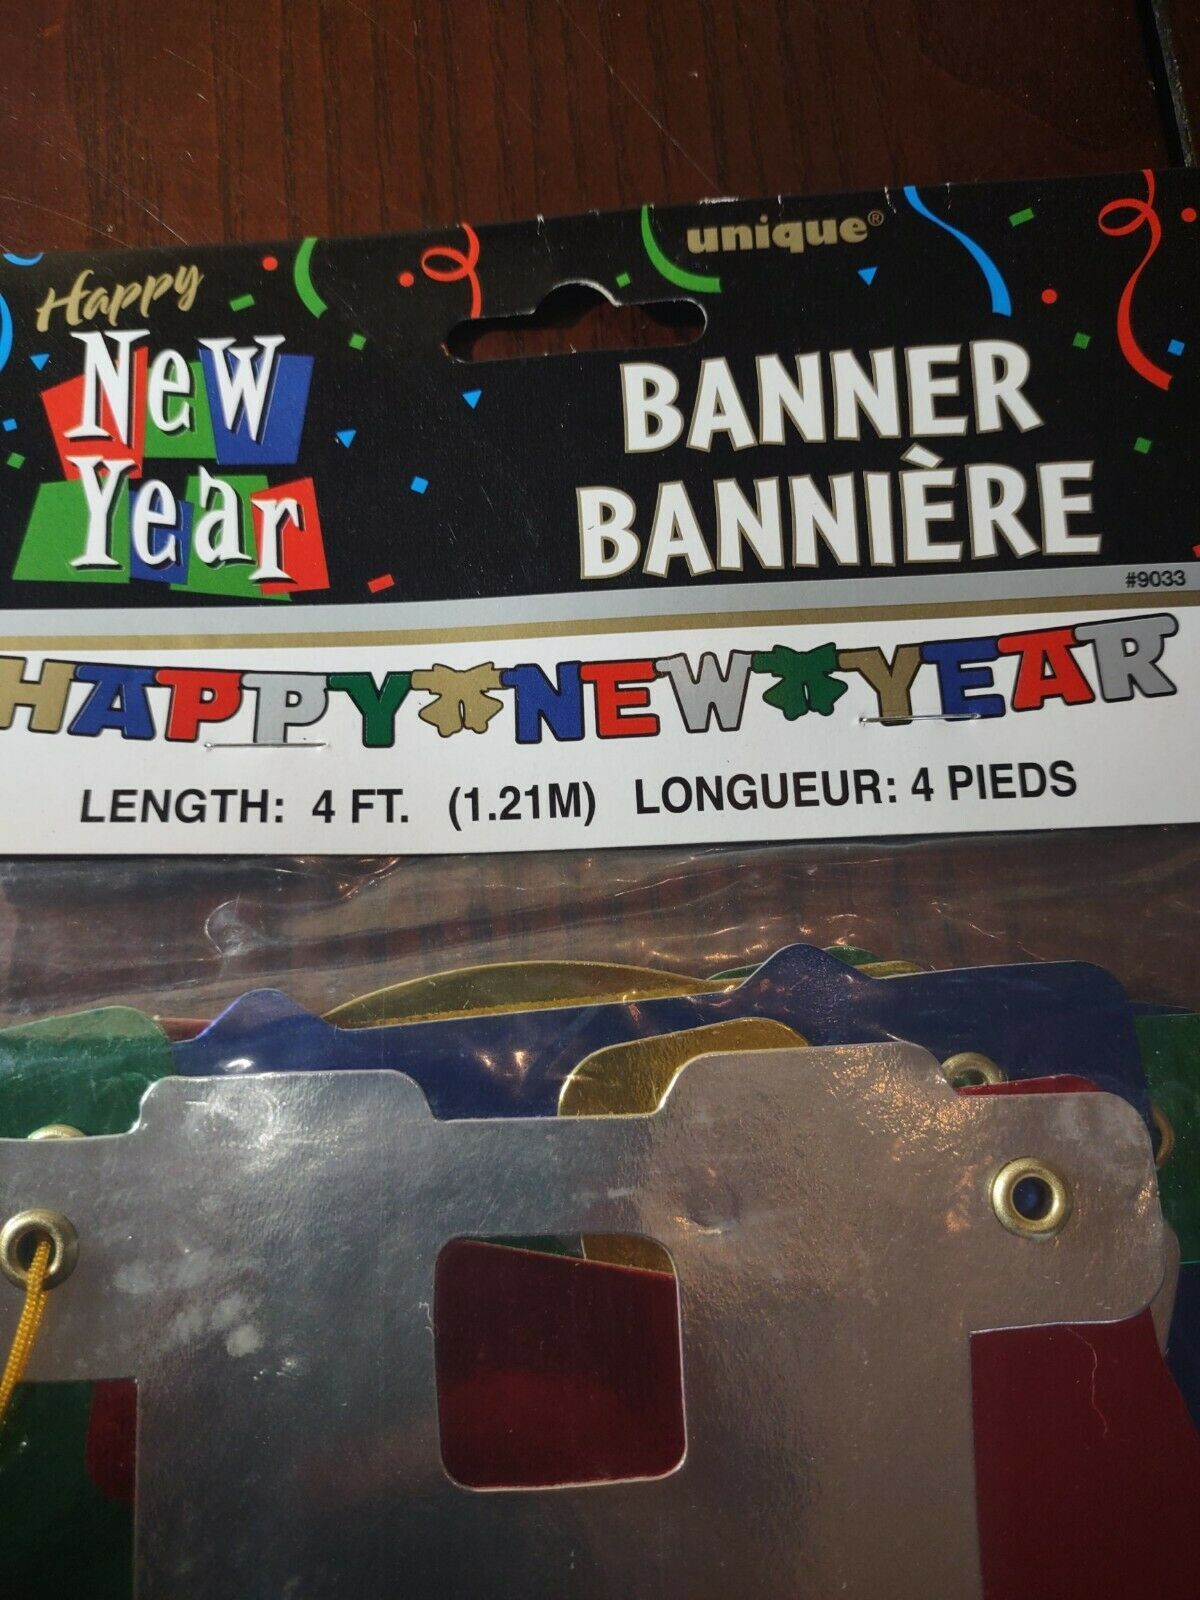 unique®
Happy
New
Year
BANNER
BANNIÈRE
#9033
HAPPY NEW YEAR
LENGTH: 4 FT. (1.21M) LONGUEUR: 4 PIEDS